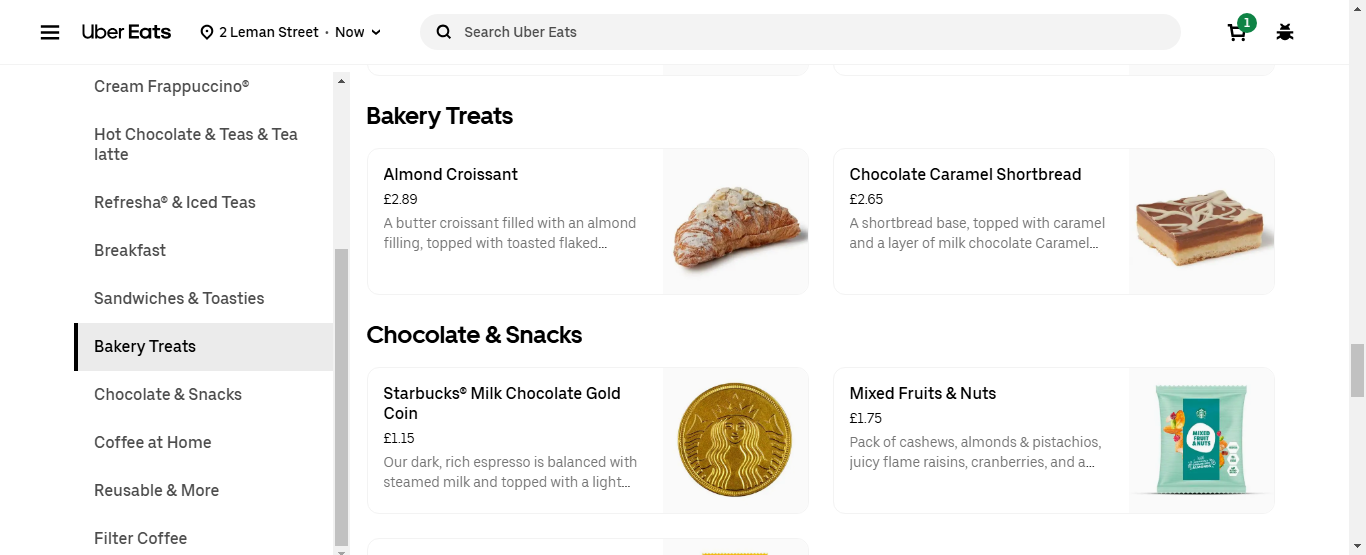 Uber Eats
2 Leman Street • Now
Search Uber Eats
1
Cream Frappuccino®
Hot Chocolate & Teas & Tea
latte
Refresha® & Iced Teas
Breakfast
Sandwiches & Toasties
Bakery Treats
Chocolate & Snacks
Coffee at Home
Reusable & More
Filter Coffee
Bakery Treats
Almond Croissant
£2.89
A butter croissant filled with an almond
filling, topped with toasted flaked...
Chocolate Caramel Shortbread
£2.65
A shortbread base, topped with caramel
and a layer of milk chocolate Caramel...
Chocolate & Snacks
Starbucks® Milk Chocolate Gold
Coin
£1.15
Our dark, rich espresso is balanced with
steamed milk and topped with a light...
Mixed Fruits & Nuts
£1.75
Pack of cashews, almonds & pistachios,
juicy flame raisins, cranberries, and a...
MIXED
FRUIT
& NUTS